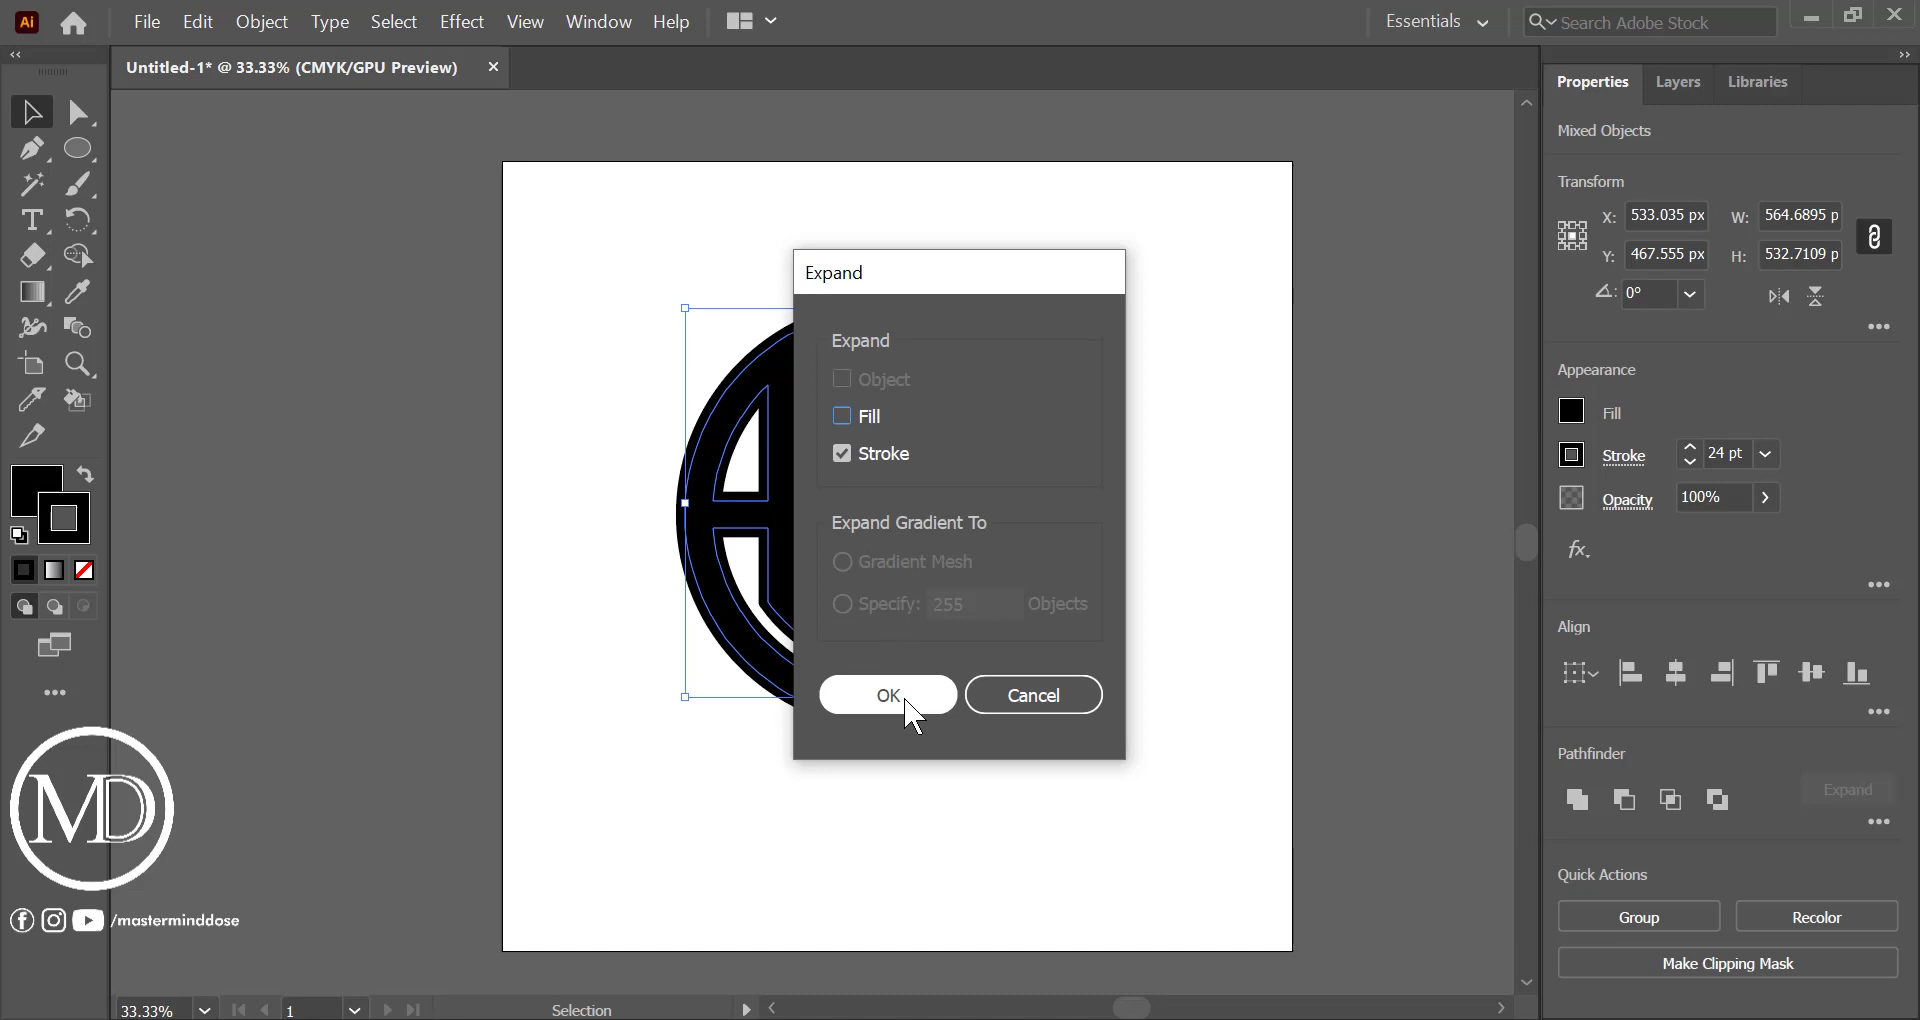 Ai File Edit Object Type Select Effect View Window Help Essentials Search Adobe Stock
Untitled-1* @ 33.33% (CMYK/GPU Preview)
Properties Layers Libraries
Mixed Objects
Transform
X: 533.035 px W: 564.6895 p
Y: 467.555 px H: 532.7109 p
0°
Expand
Expand
Object
Fill
Stroke
Expand Gradient To
Gradient Mesh
Specify: 255 Objects
OK Cancel
Appearance
Fill
Stroke 24 pt
Opacity 100%
fx.
Align
Pathfinder
Expand
Quick Actions
Group Recolor
Make Clipping Mask
MD
/masterminddose
33.33% 1 Selection